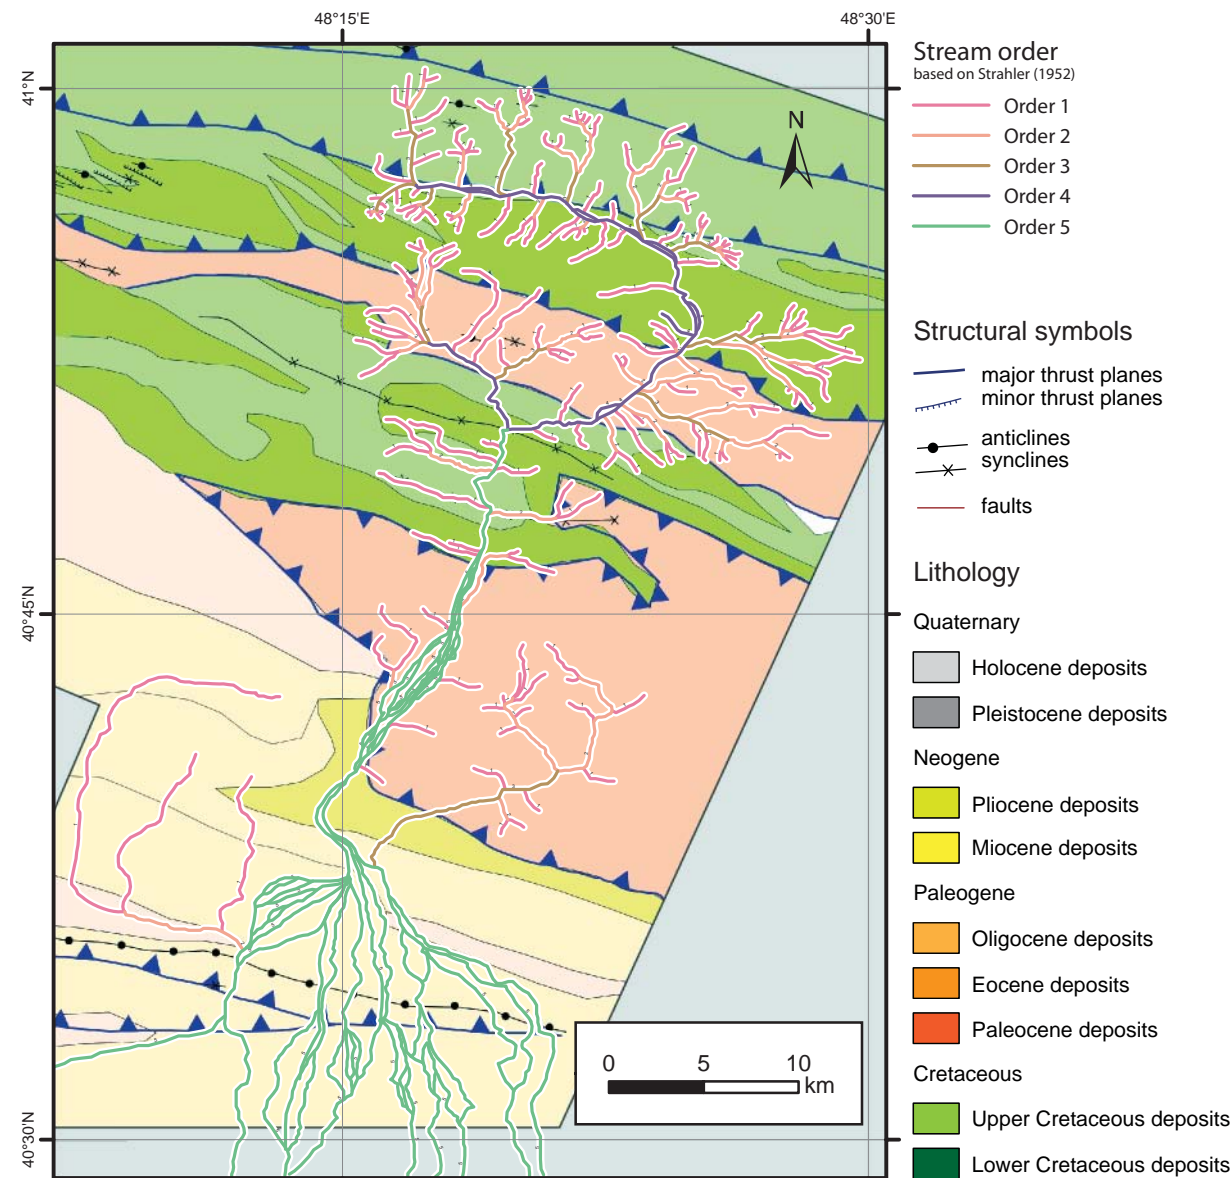 48°15'E
48°30'E
41°N
40°45'N
40°30'N
N
0
5
10
km
Stream order
based on Strahler (1952)
Order 1
Order 2
Order 3
Order 4
Order 5
Structural symbols
major thrust planes
minor thrust planes
anticlines
synclines
faults
Lithology
Quaternary
Holocene deposits
Pleistocene deposits
Neogene
Pliocene deposits
Miocene deposits
Paleogene
Oligocene deposits
Eocene deposits
Paleocene deposits
Cretaceous
Upper Cretaceous deposits
Lower Cretaceous deposits